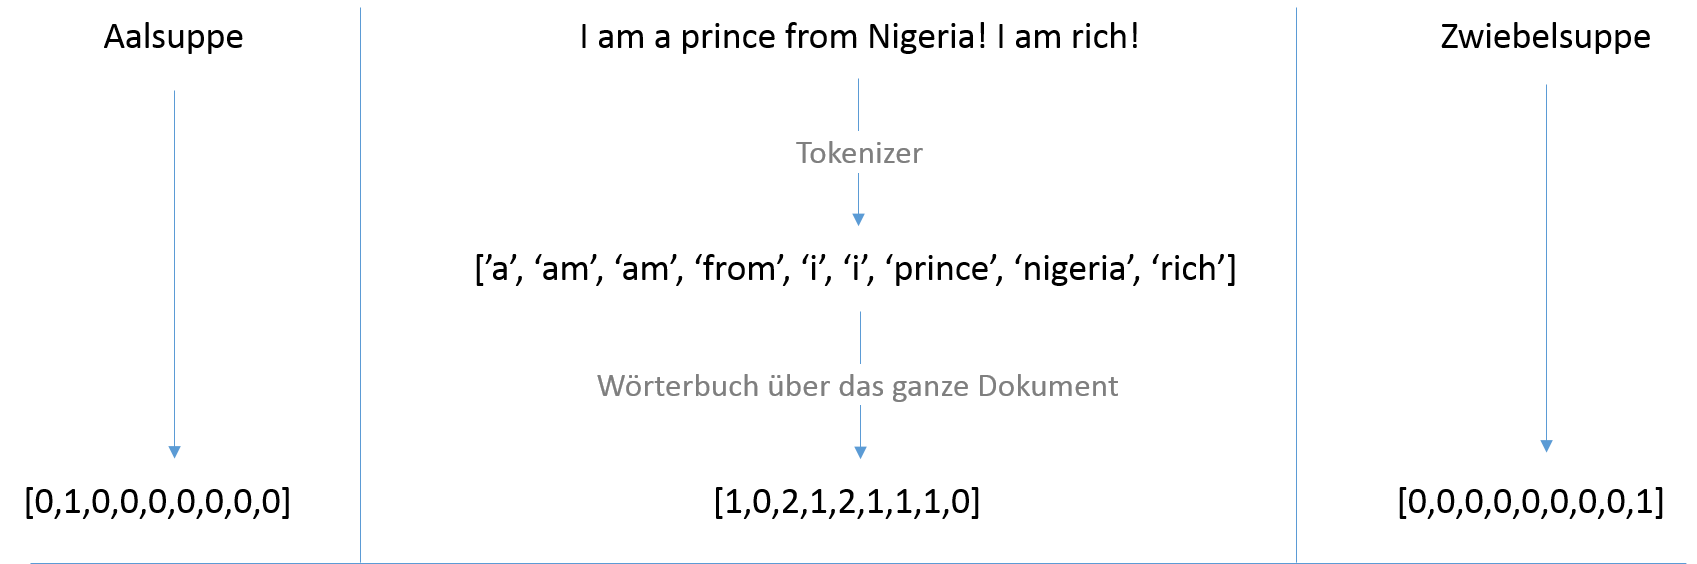 Aalsuppe
I am a prince from Nigeria! I am rich!
Zwiebelsuppe
Tokenizer
[’a’, ‘am’, ‘am’, ‘from’, ‘i’, ‘i’, ‘prince’, ‘nigeria’, ‘rich’]
Wörterbuch über das ganze Dokument
[0,1,0,0,0,0,0,0,0]
[1,0,2,1,2,1,1,1,0]
[0,0,0,0,0,0,0,0,1]